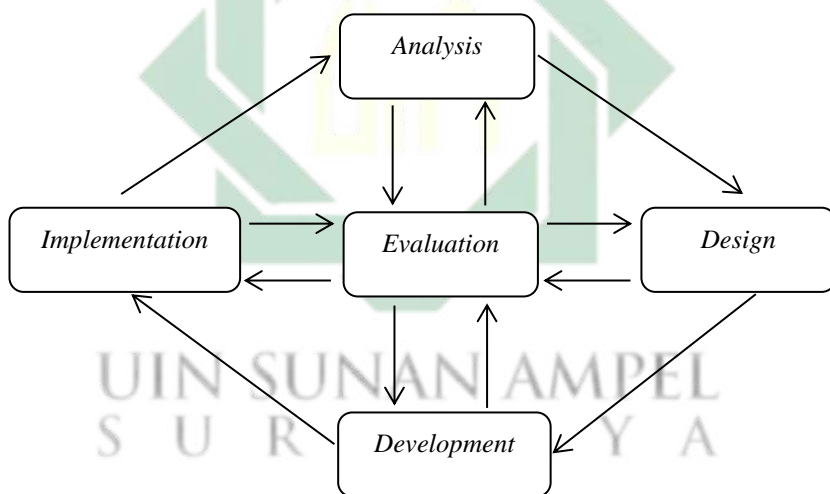 Analysis
Implementation
Evaluation
Design
UIN SUNAN AMPEL
S U R Y A
Development